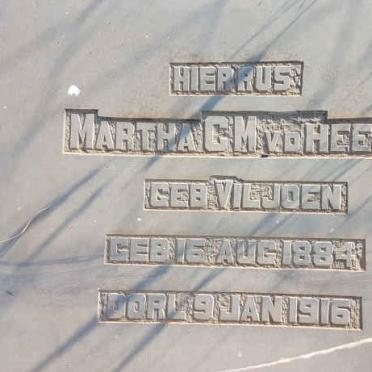 HIER RUS
MARTHA C M V D HEE
GEB VILJOEN
GEB 16 AUG 1884
OORL 9 JAN 1916